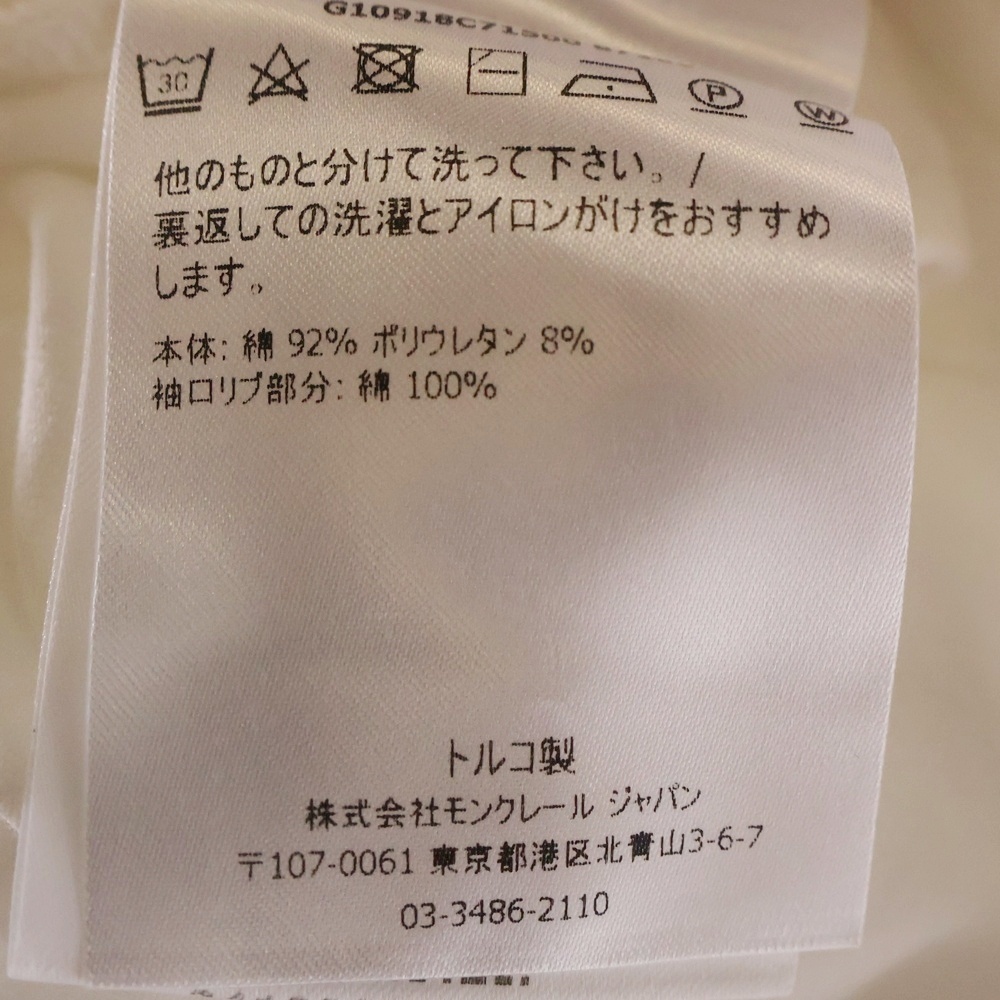 30
P
W
他のものと分けて洗って下さい。/
裏返しての洗濯とアイロンがけをおすすめ
します。
本体: 綿 92% ポリウレタン 8%
袖口リブ部分: 綿 100%
トルコ製
株式会社モンクレール ジャパン
〒107-0061 東京都港区北青山3-6-7
03-3486-2110